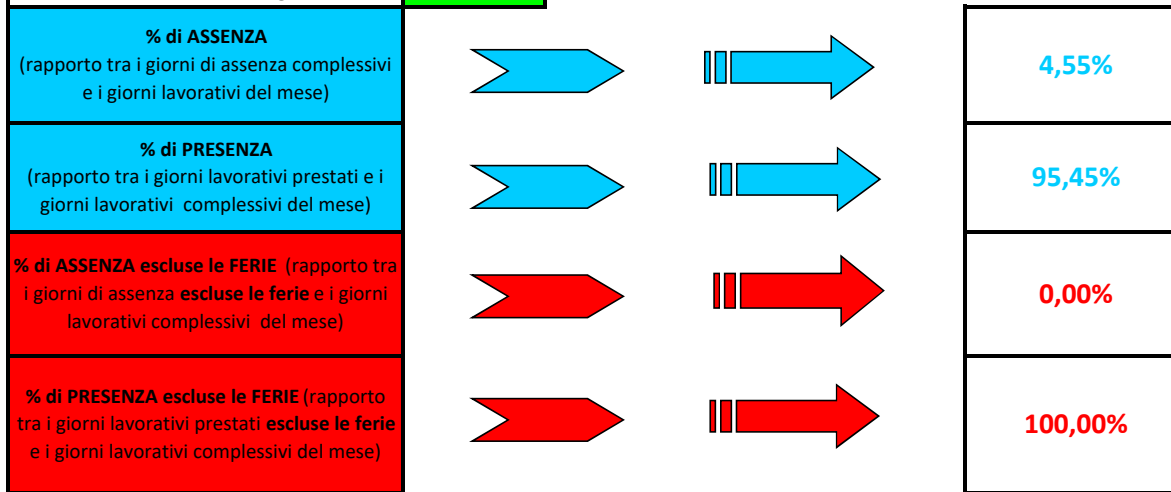 % di ASSENZA
(rapporto tra i giorni di assenza complessivi
e i giorni lavorativi del mese)
4,55%
% di PRESENZA
(rapporto tra i giorni lavorativi prestati e i
giorni lavorativi complessivi del mese)
95,45%
% di ASSENZA escluse le FERIE (rapporto tra
i giorni di assenza escluse le ferie e i giorni
lavorativi complessivi del mese)
0,00%
% di PRESENZA escluse le FERIE (rapporto
tra i giorni lavorativi prestati escluse le ferie
e i giorni lavorativi complessivi del mese)
100,00%